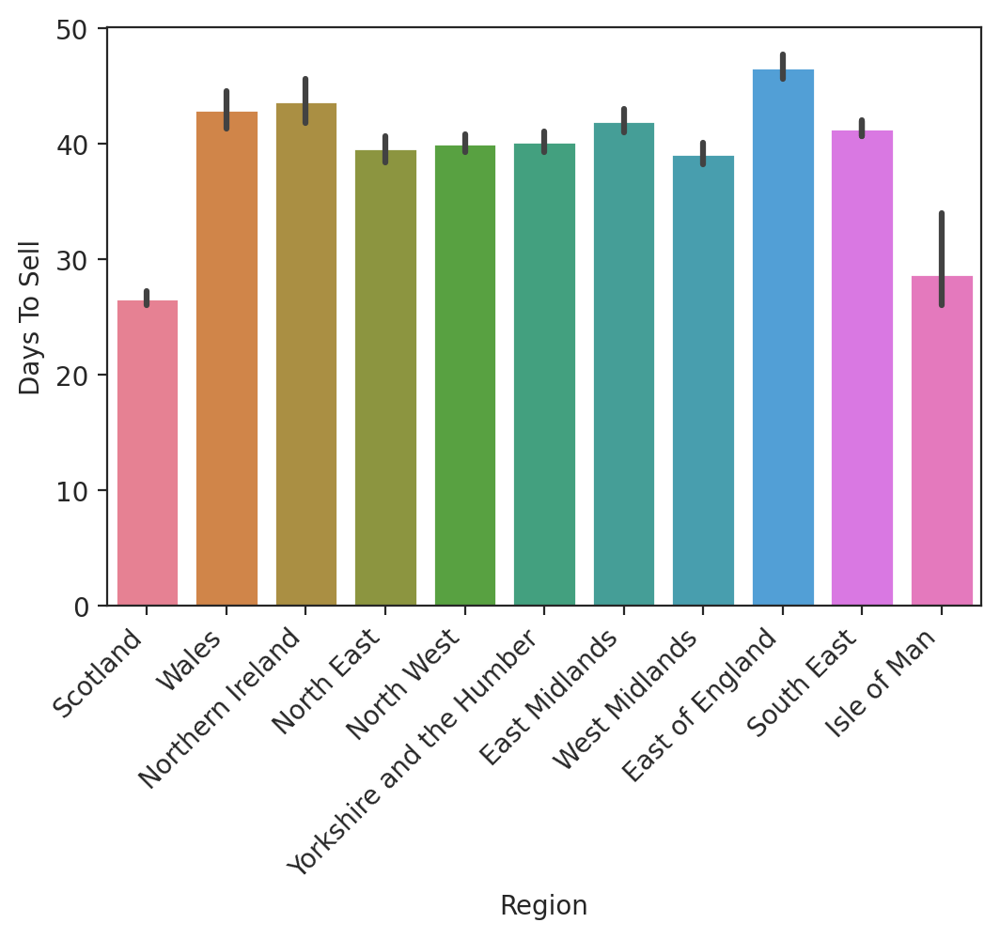 50
40
30
20
10
0
Days To Sell
Scotland
Wales
Northern Ireland
North East
North West
Yorkshire and the Humber
East Midlands
West Midlands
East of England
South East
Isle of Man
Region